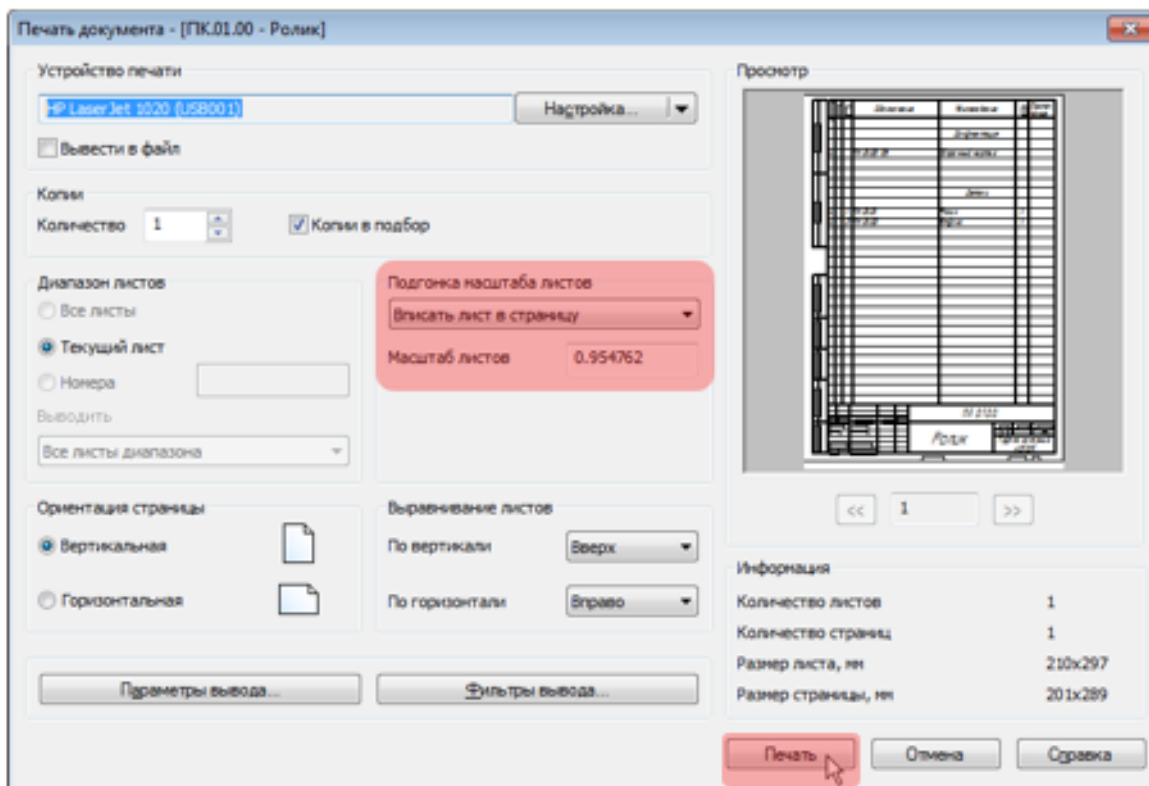 Печать документа - [ПК.01.00 - Ролик]
Устройство печати
HP LaserJet 1020 (USB001)
Настройка...
Вывести в файл
Копии
Количество 1
Копии в подбор
Диапазон листов
Все листы
Текущий лист
Номера
Выводить
Все листы диапазона
Подгонка масштаба листов
Вписать лист в страницу
Масштаб листов 0.954762
Ориентация страницы
Вертикальная
Горизонтальная
Выравнивание листов
По вертикали Вверх
По горизонтали Вправо
Параметры вывода...
Фильтры вывода...
Просмотр
Ролик
<< 1 >>
Информация
Количество листов 1
Количество страниц 1
Размер листа, мм 210x297
Размер страницы, мм 201x289
Печать
Отмена
Справка